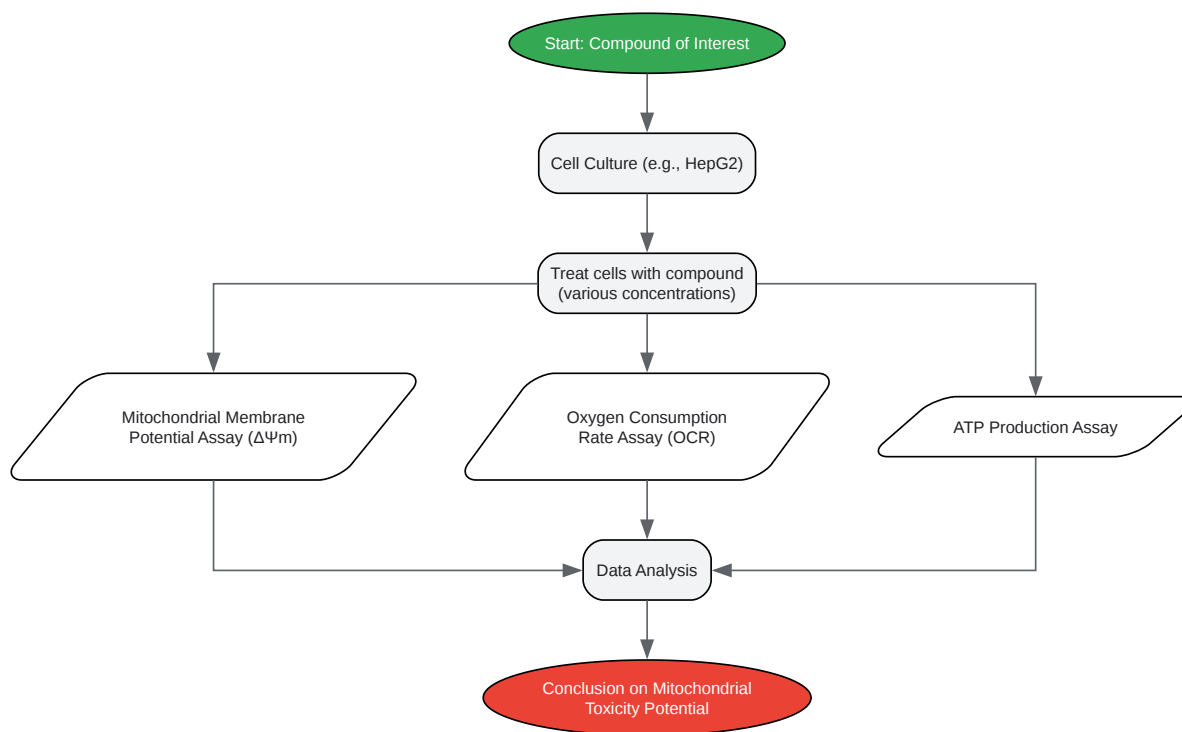 Start: Compound of Interest
Cell Culture (e.g., HepG2)
Treat cells with compound
(various concentrations)
Mitochondrial Membrane
Potential Assay (ΔΨm)
Oxygen Consumption
Rate Assay (OCR)
ATP Production Assay
Data Analysis
Conclusion on Mitochondrial
Toxicity Potential